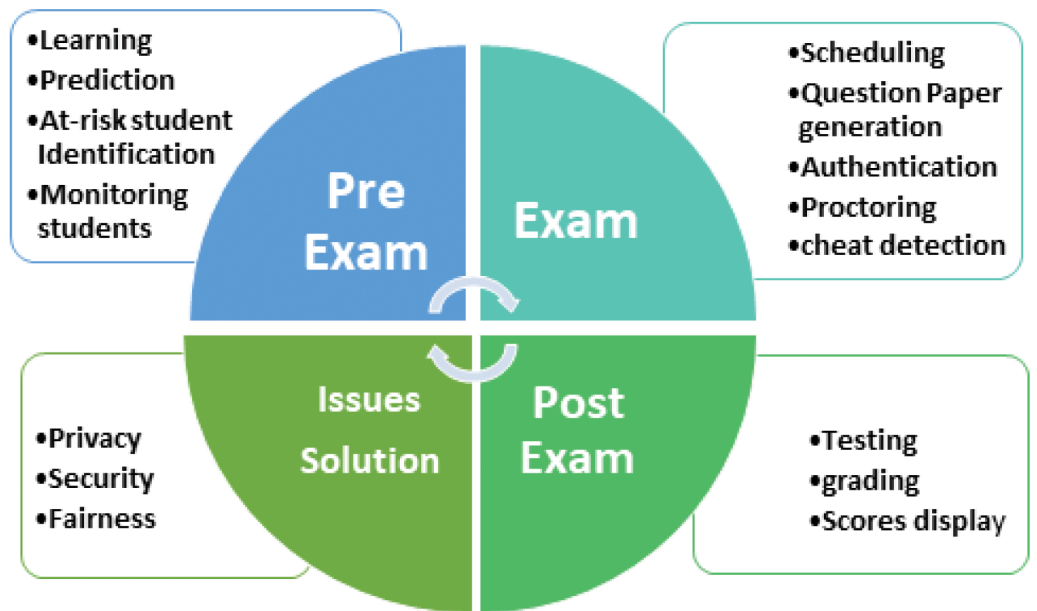 •Learning
•Prediction
•At-risk student
Identification
•Monitoring
students
Pre
Exam
•Scheduling
•Question Paper
generation
•Authentication
•Proctoring
•cheat detection
Exam
•Privacy
•Security
•Fairness
Issues
Solution
Post
Exam
•Testing
•grading
•Scores display